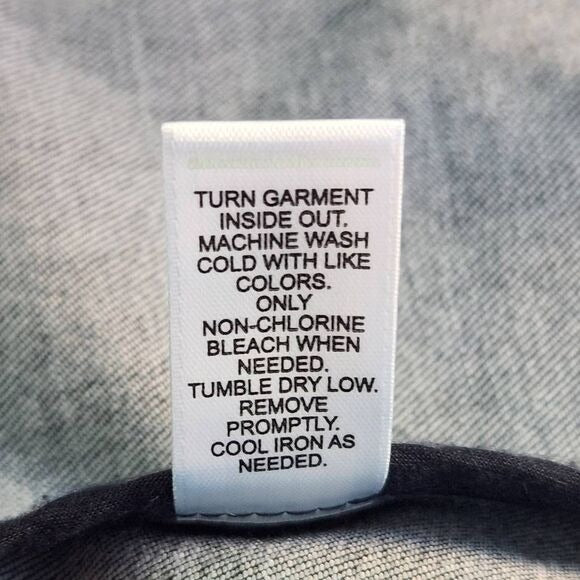 TURN GARMENT
INSIDE OUT.
MACHINE WASH
COLD WITH LIKE
COLORS.
ONLY
NON-CHLORINE
BLEACH WHEN
NEEDED.
TUMBLE DRY LOW.
REMOVE
PROMPTLY.
COOL IRON AS
NEEDED.